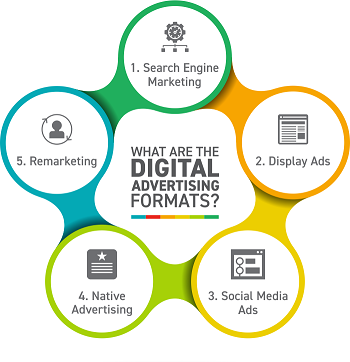 WHAT ARE THE
DIGITAL
ADVERTISING
FORMATS?
1. Search Engine
Marketing
2. Display Ads
3. Social Media
Ads
4. Native
Advertising
5. Remarketing